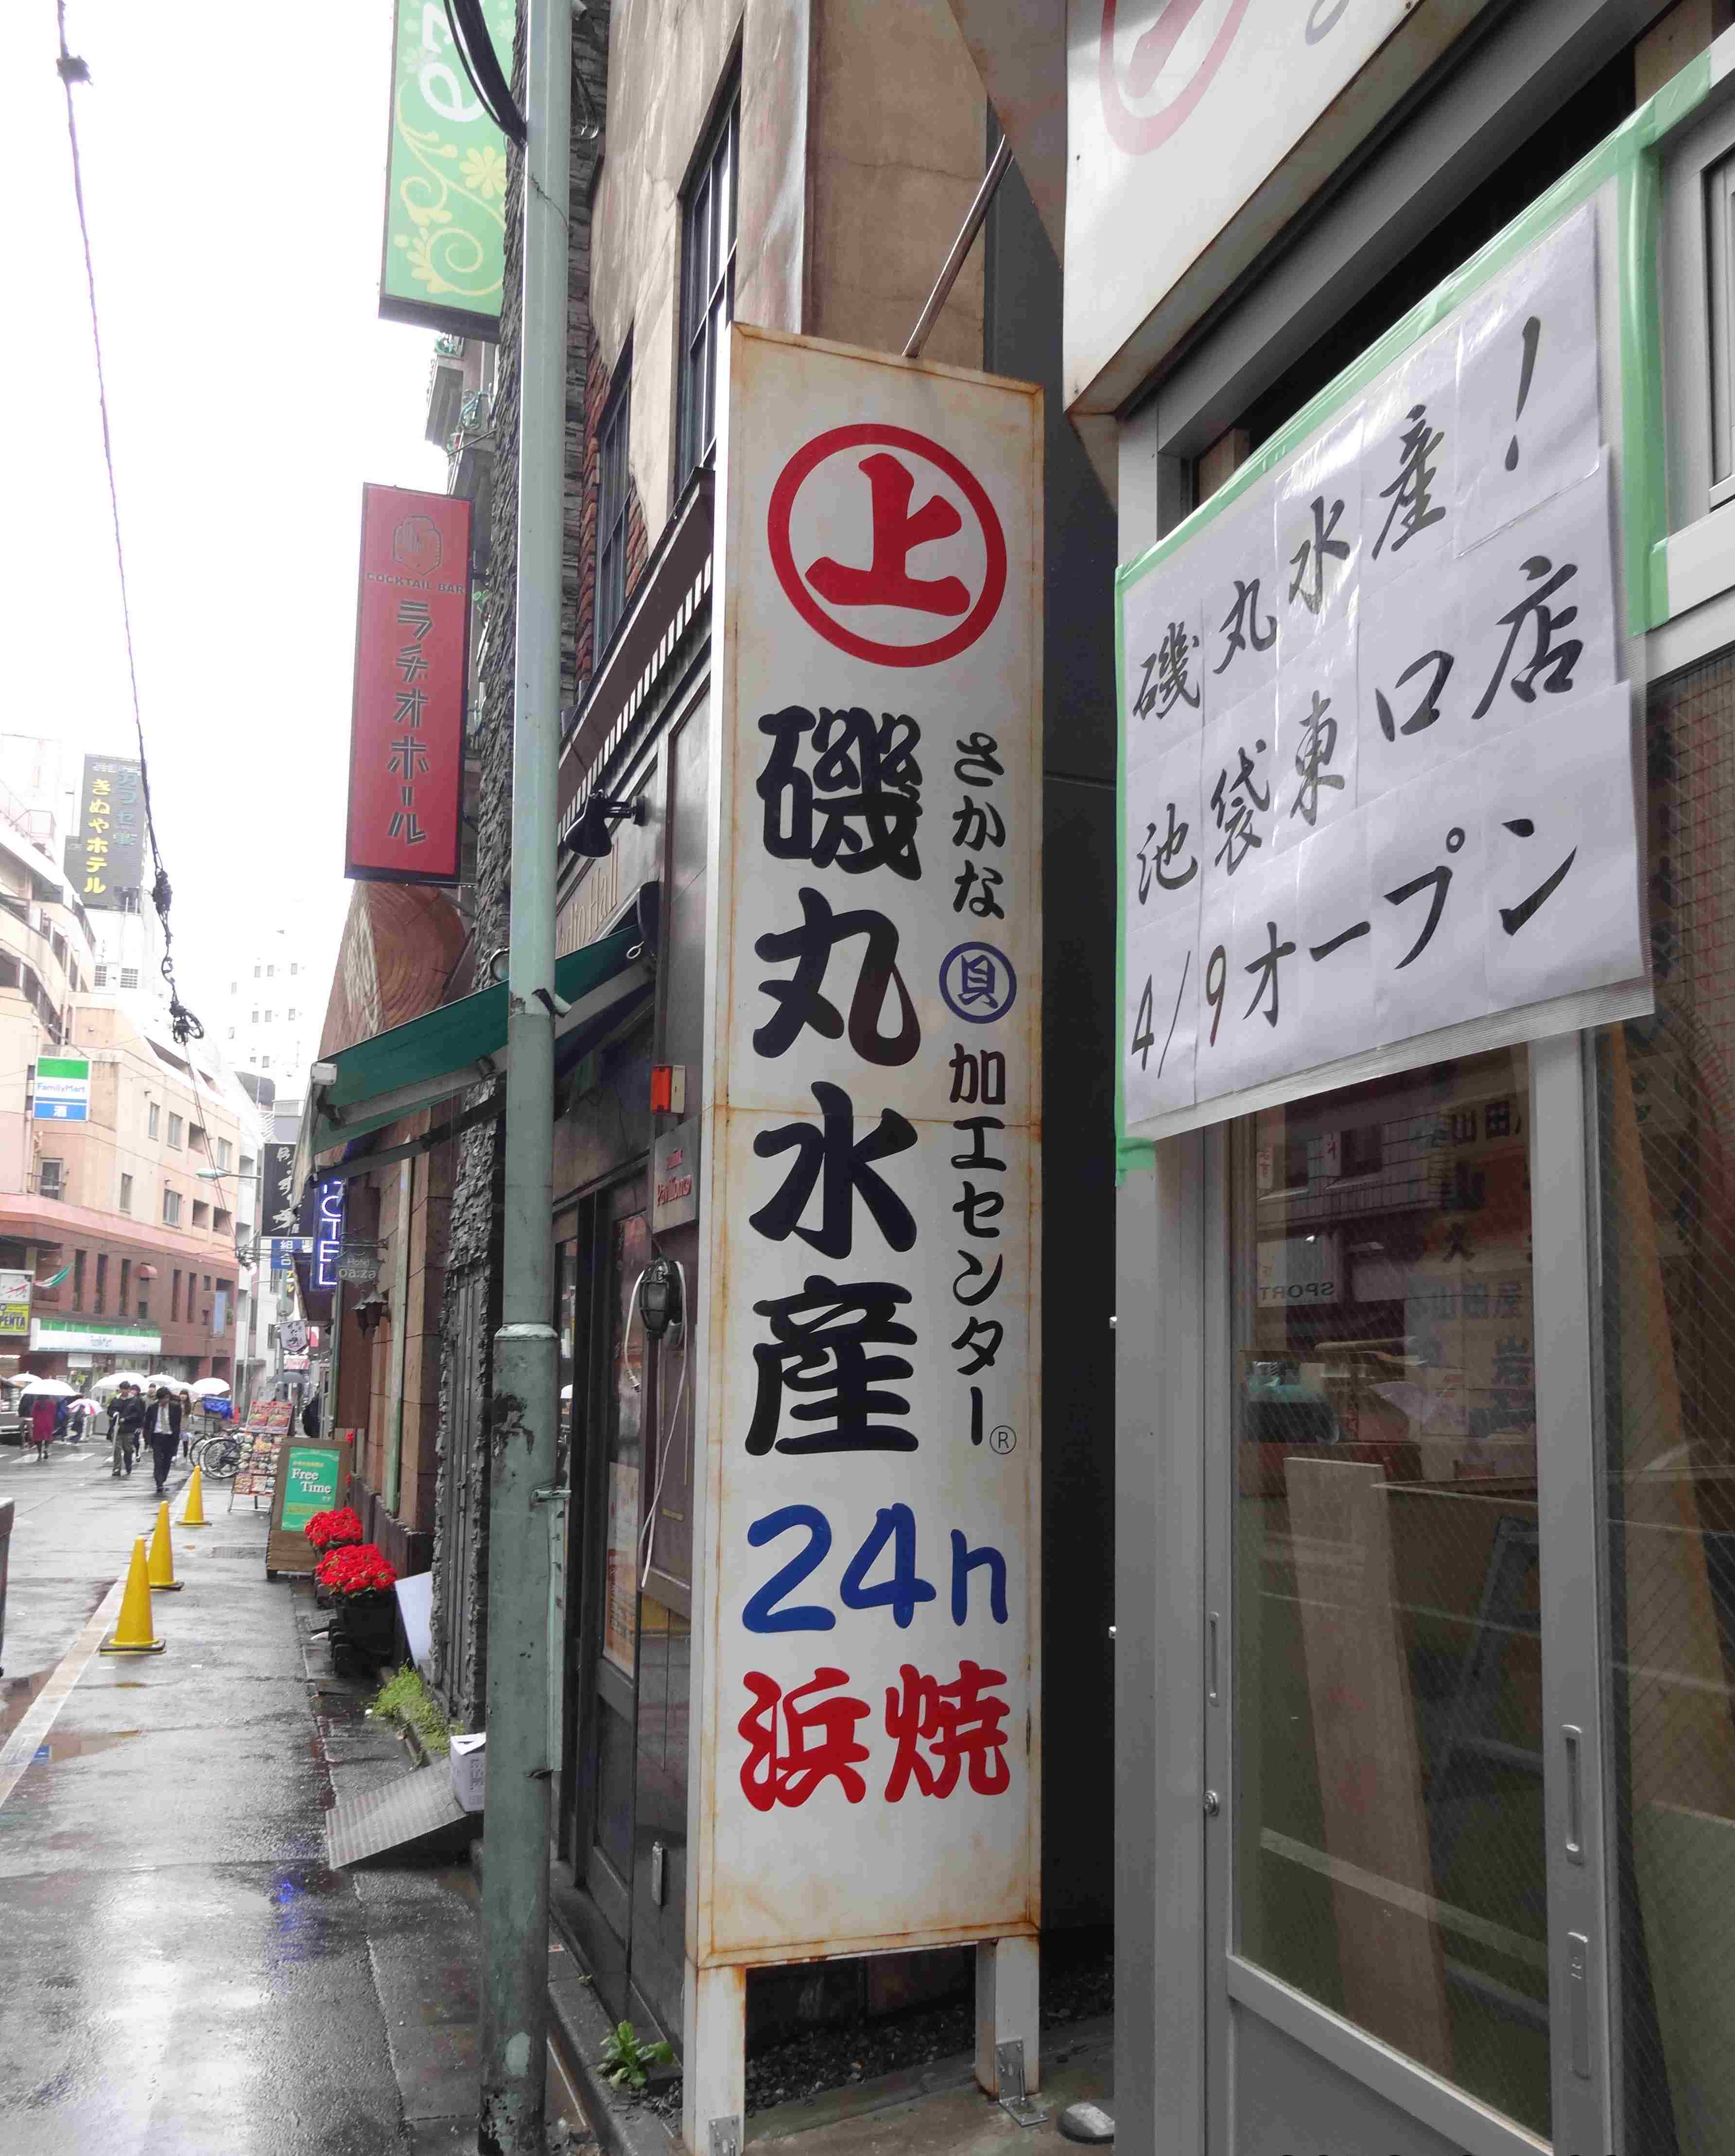 COCKTAIL BAR
ラヂオホール
きぬやホテル
FamilyMart
酒
Free
Time
上
磯丸水産
さかな
貝
加工センター®
24h
浜焼
磯丸水産!
池袋東口店
4/9オープン
SPORT